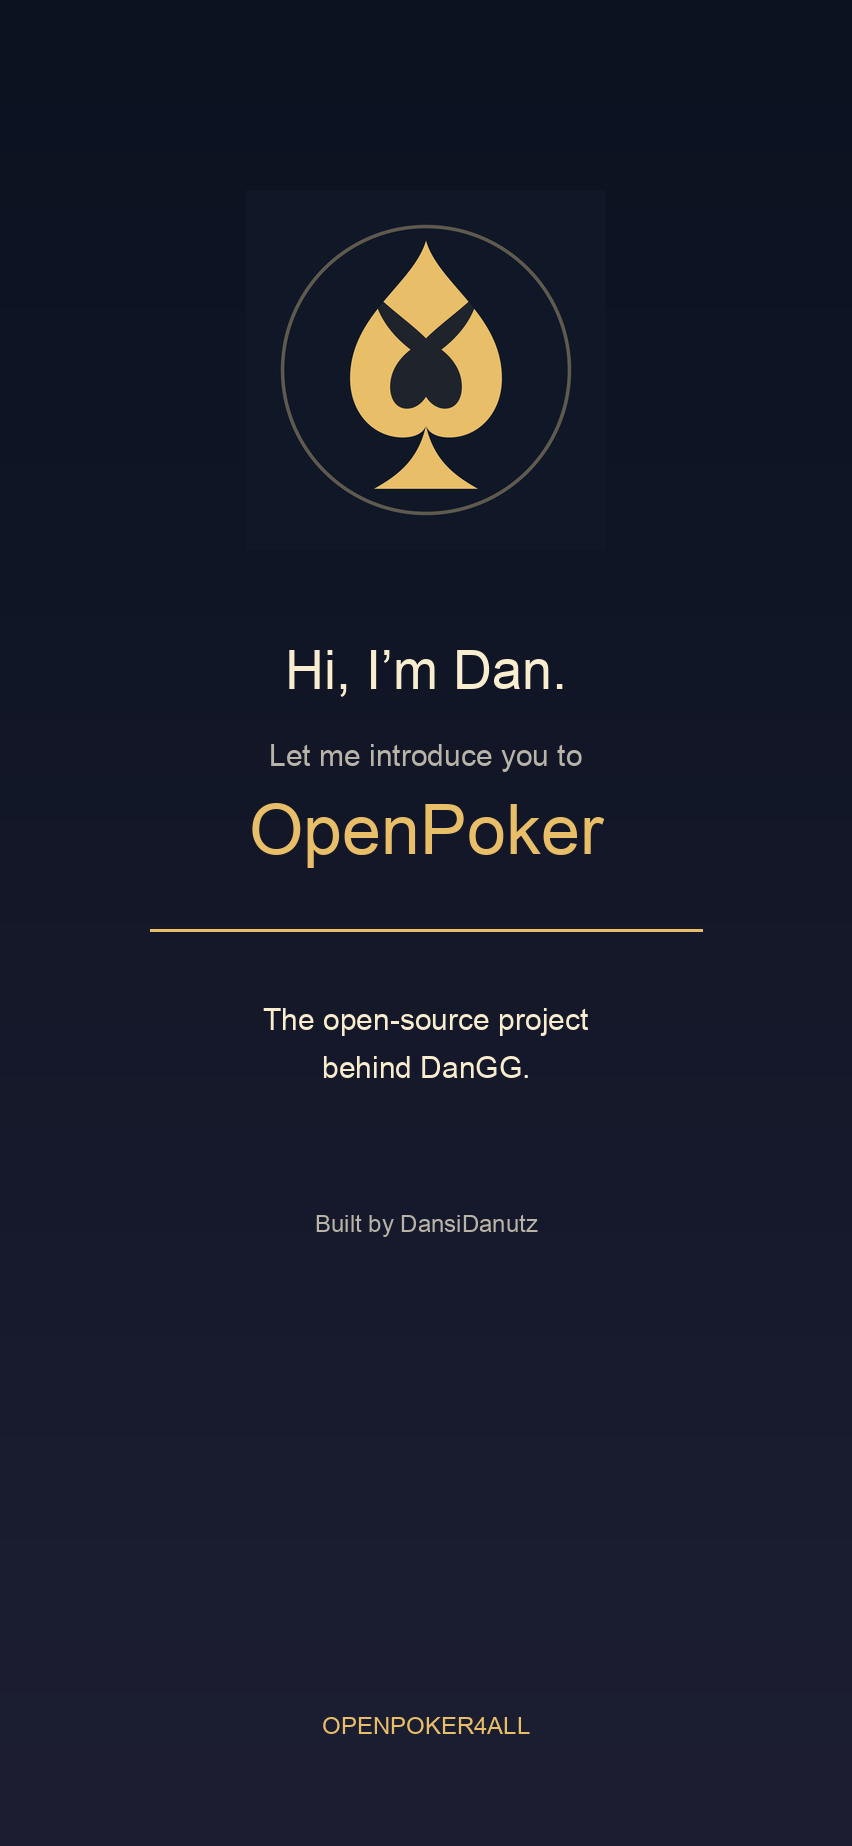 Hi, I’m Dan.
Let me introduce you to
OpenPoker
The open-source project
behind DanGG.
Built by DansiDanutz
OPENPOKER4ALL